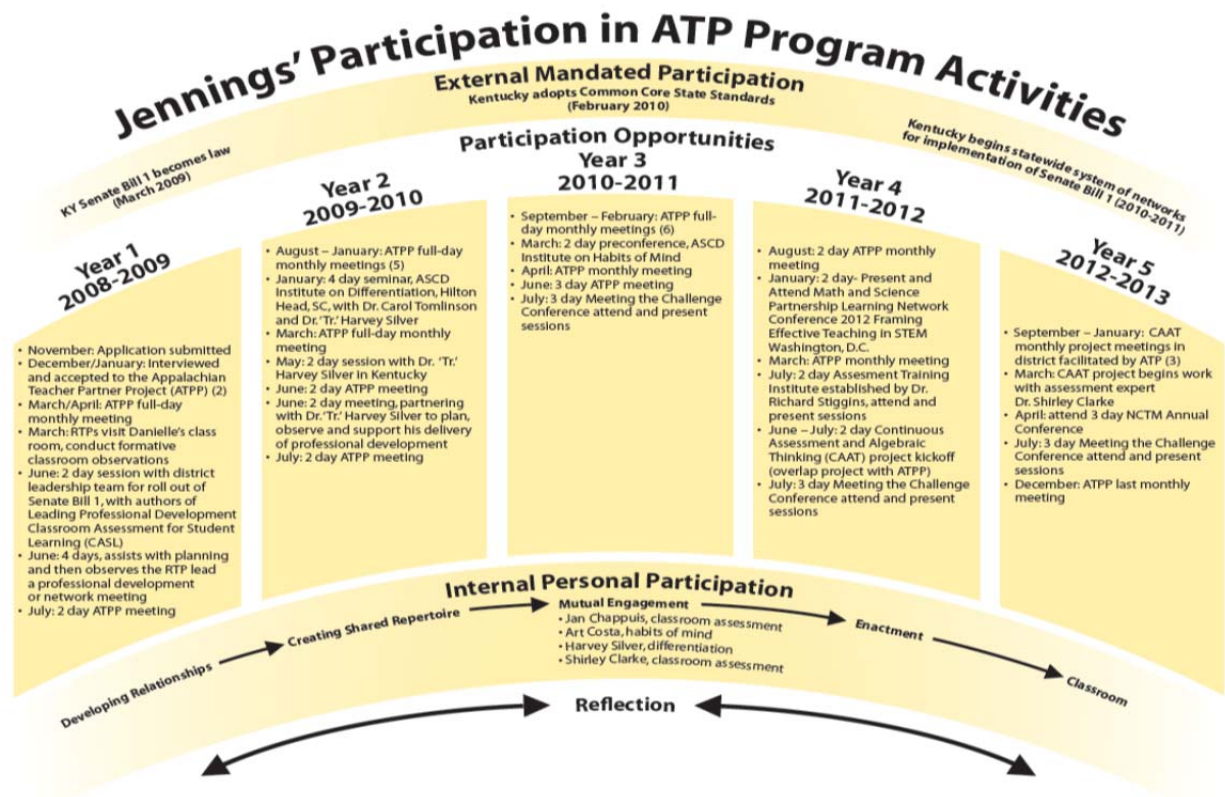 Jennings' Participation in ATP Program Activities
External Mandated Participation
Kentucky adopts Common Core State Standards
(February 2010)
KY Senate Bill 1 becomes law
(March 2009)
Kentucky begins statewide system of networks
for implementation of Senate Bill 1 (2010-2011)
Participation Opportunities
Year 1
2008-2009
• November: Application submitted
• December/January: Interviewed
and accepted to the Appalachian
Teacher Partner Project (ATPP) (2)
• March/April: ATPP full-day
monthly meeting
• March: RTPs visit Danielle's class
room, conduct formative
classroom observations
• June: 2 day session with district
leadership team for roll out of
Senate Bill 1, with authors of
Leading Professional Development
Classroom Assessment for Student
Learning (CASL)
• June: 4 days, assists with planning
and then observes the RTP lead
a professional development
or network meeting
• July: 2 day ATPP meeting
Year 2
2009-2010
• August – January: ATPP full-day
monthly meetings (5)
• January: 4 day seminar, ASCD
Institute on Differentiation, Hilton
Head, SC, with Dr. Carol Tomlinson
and Dr. 'Tr.' Harvey Silver
• March: ATPP full-day monthly
meeting
• May: 2 day session with Dr. 'Tr.'
Harvey Silver in Kentucky
• June: 2 day ATPP meeting
• June: 2 day meeting, partnering
with Dr. 'Tr.' Harvey Silver to plan,
observe and support his delivery
of professional development
• July: 2 day ATPP meeting
Year 3
2010-2011
• September – February: ATPP full-
day monthly meetings (6)
• March: 2 day preconference, ASCD
Institute on Habits of Mind
• April: ATPP monthly meeting
• June: 3 day ATPP meeting
• July: 3 day Meeting the Challenge
Conference attend and present
sessions
Year 4
2011-2012
• August: 2 day ATPP monthly
meeting
• January: 2 day- Present and
Attend Math and Science
Partnership Learning Network
Conference 2012 Framing
Effective Teaching in STEM
Washington, D.C.
• March: ATPP monthly meeting
• July: 2 day Assesment Training
Institute established by Dr.
Richard Stiggins, attend and
present sessions
• June – July: 2 day Continuous
Assessment and Algebraic
Thinking (CAAT) project kickoff
(overlap project with ATPP)
• July: 3 day Meeting the Challenge
Conference attend and present
sessions
Year 5
2012-2013
• September – January: CAAT
monthly project meetings in
district facilitated by ATP (3)
• March: CAAT project begins work
with assessment expert
Dr. Shirley Clarke
• April: attend 3 day NCTM Annual
Conference
• July: 3 day Meeting the Challenge
Conference attend and present
sessions
• December: ATPP last monthly
meeting
Internal Personal Participation
Developing Relationships
Creating Shared Repertoire
Mutual Engagement
• Jan Chappuis, classroom assessment
• Art Costa, habits of mind
• Harvey Silver, differentiation
• Shirley Clarke, classroom assessment
Enactment
Classroom
Reflection